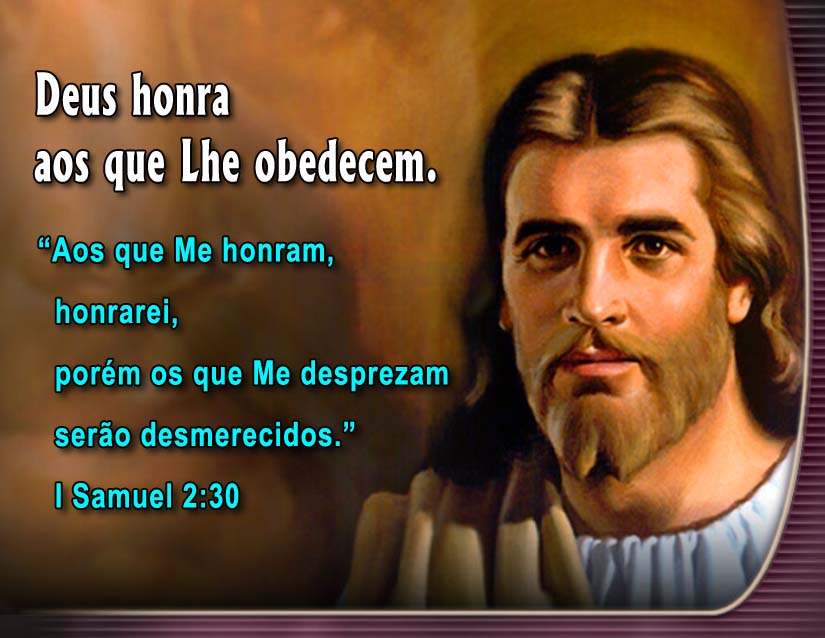 Deus honra
aos que Lhe obedecem.
“Aos que Me honram,
honrarei,
porém os que Me desprezam
serão desmerecidos.”
I Samuel 2:30